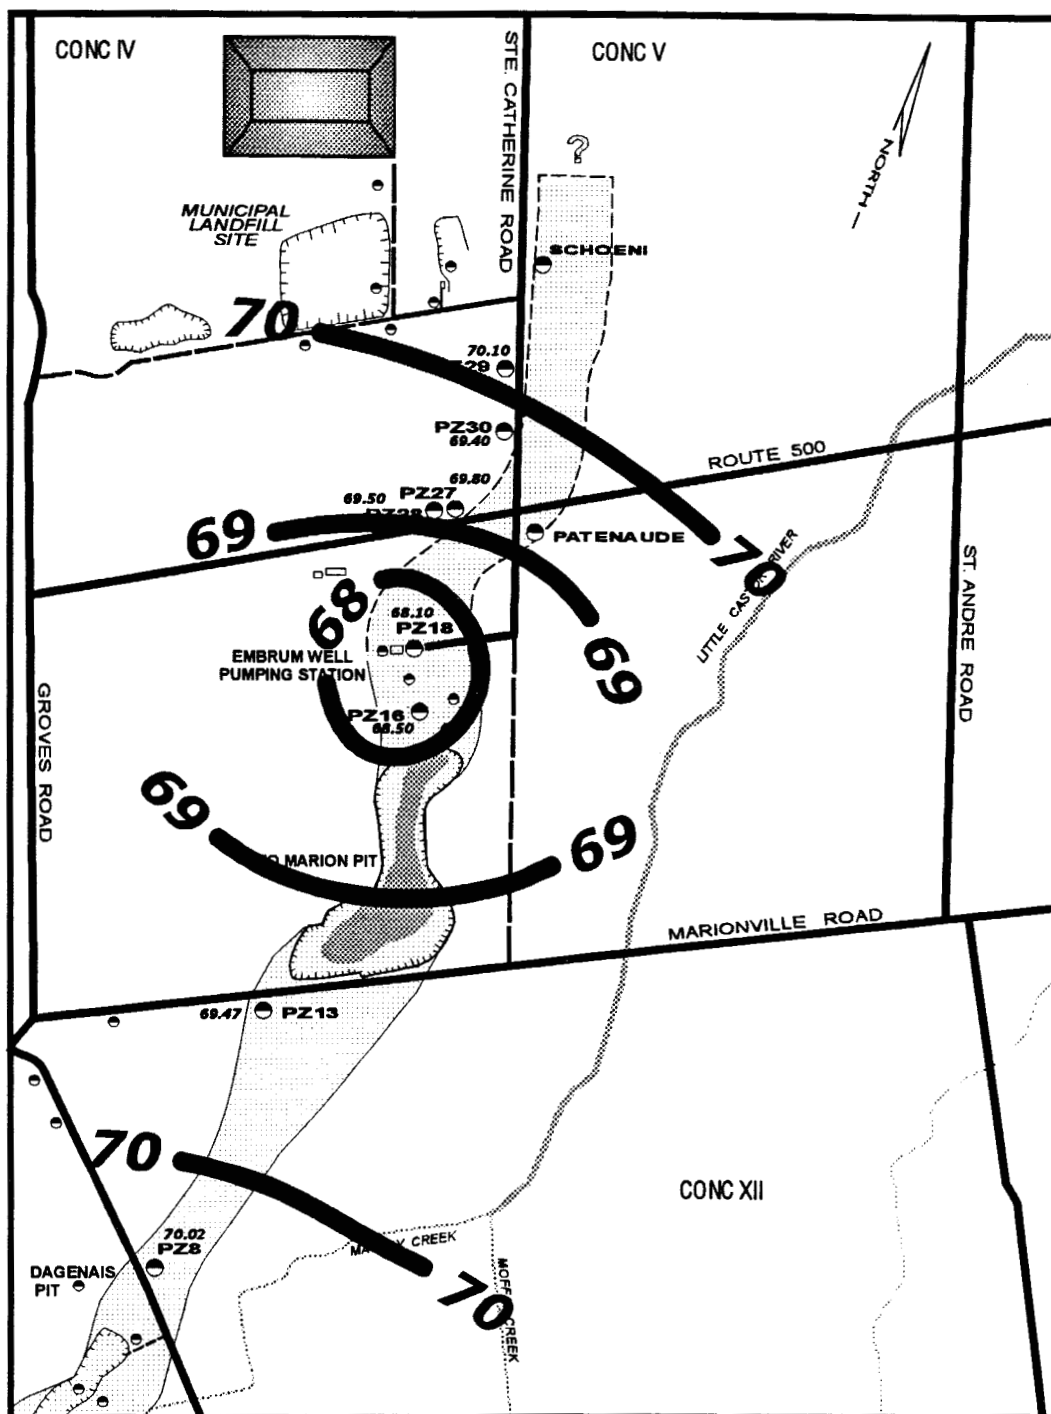 CONC IV
CONC V
STE. CATHERINE ROAD
NORTH
?
MUNICIPAL
LANDFILL
SITE
SCHOENI
70
70.10
PZ30
69.40
ROUTE 500
69.80
69.50
PZ27
69
PATENAUDE
70
LITTLE RIVER
ST. ANDRE ROAD
68
68.10
PZ18
EMBRUM WELL
PUMPING STATION
69
GROVES ROAD
PZ16
68.50
69
69
MARION PIT
MARIONVILLE ROAD
69.47
PZ13
70
CONC XII
70.02
PZ8
CREEK
DAGENAIS
PIT
70
CREEK